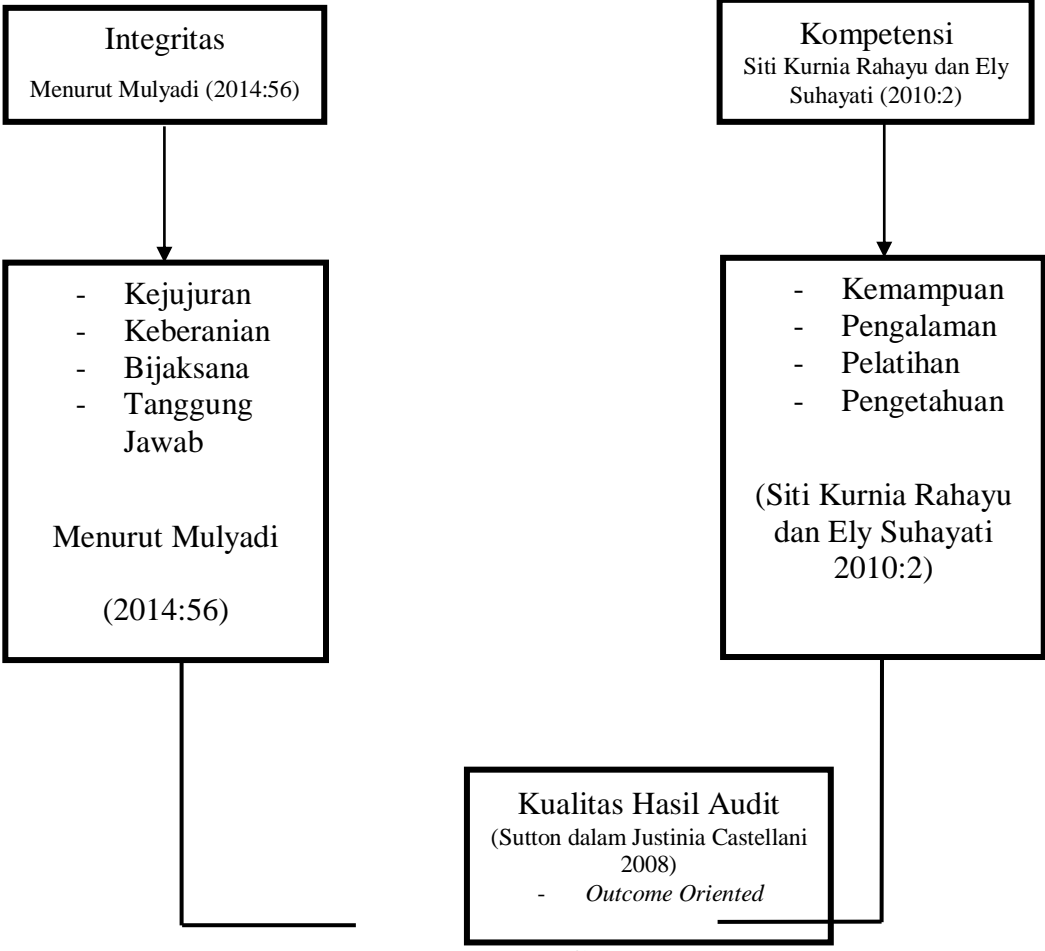 Integritas
Menurut Mulyadi (2014:56)
Kompetensi
Siti Kurnia Rahayu dan Ely
Suhayati (2010:2)
- Kejujuran
- Keberanian
- Bijaksana
- Tanggung
Jawab
Menurut Mulyadi
(2014:56)
- Kemampuan
- Pengalaman
- Pelatihan
- Pengetahuan
(Siti Kurnia Rahayu
dan Ely Suhayati
2010:2)
Kualitas Hasil Audit
(Sutton dalam Justinia Castellani
2008)
- Outcome Oriented